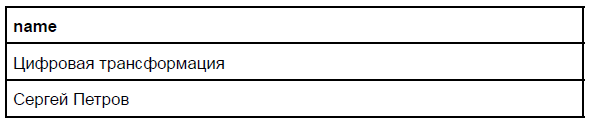 name
Цифровая трансформация
Сергей Петров